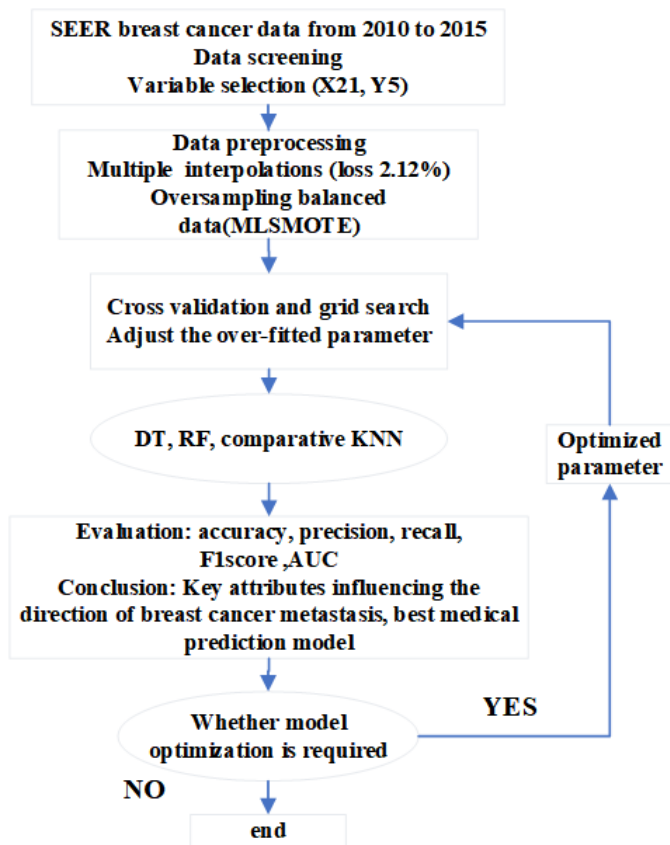 SEER breast cancer data from 2010 to 2015
Data screening
Variable selection (X21, Y5)
Data preprocessing
Multiple interpolations (loss 2.12%)
Oversampling balanced
data(MLSMOTE)
Cross validation and grid search
Adjust the over-fitted parameter
DT, RF, comparative KNN
Optimized
parameter
Evaluation: accuracy, precision, recall,
F1score ,AUC
Conclusion: Key attributes influencing the
direction of breast cancer metastasis, best medical
prediction model
Whether model
optimization is required
YES
NO
end